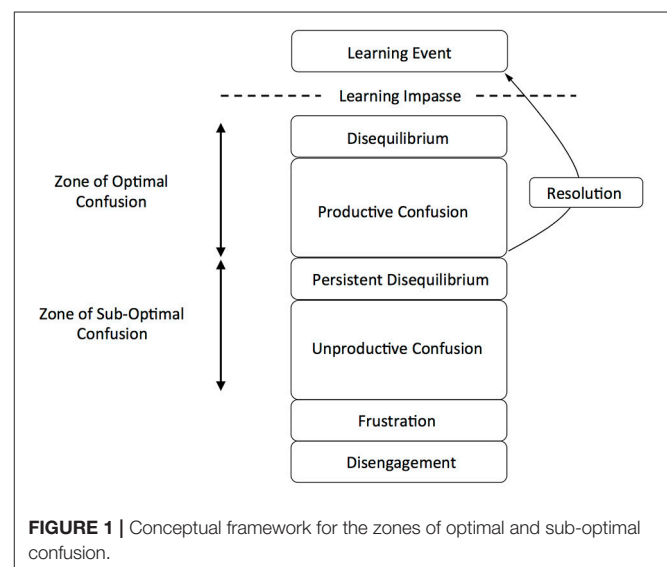 Learning Event
Learning Impasse
Disequilibrium
Zone of Optimal
Confusion
Productive Confusion
Resolution
Persistent Disequilibrium
Zone of Sub-Optimal
Confusion
Unproductive Confusion
Frustration
Disengagement
FIGURE 1 | Conceptual framework for the zones of optimal and sub-optimal
confusion.